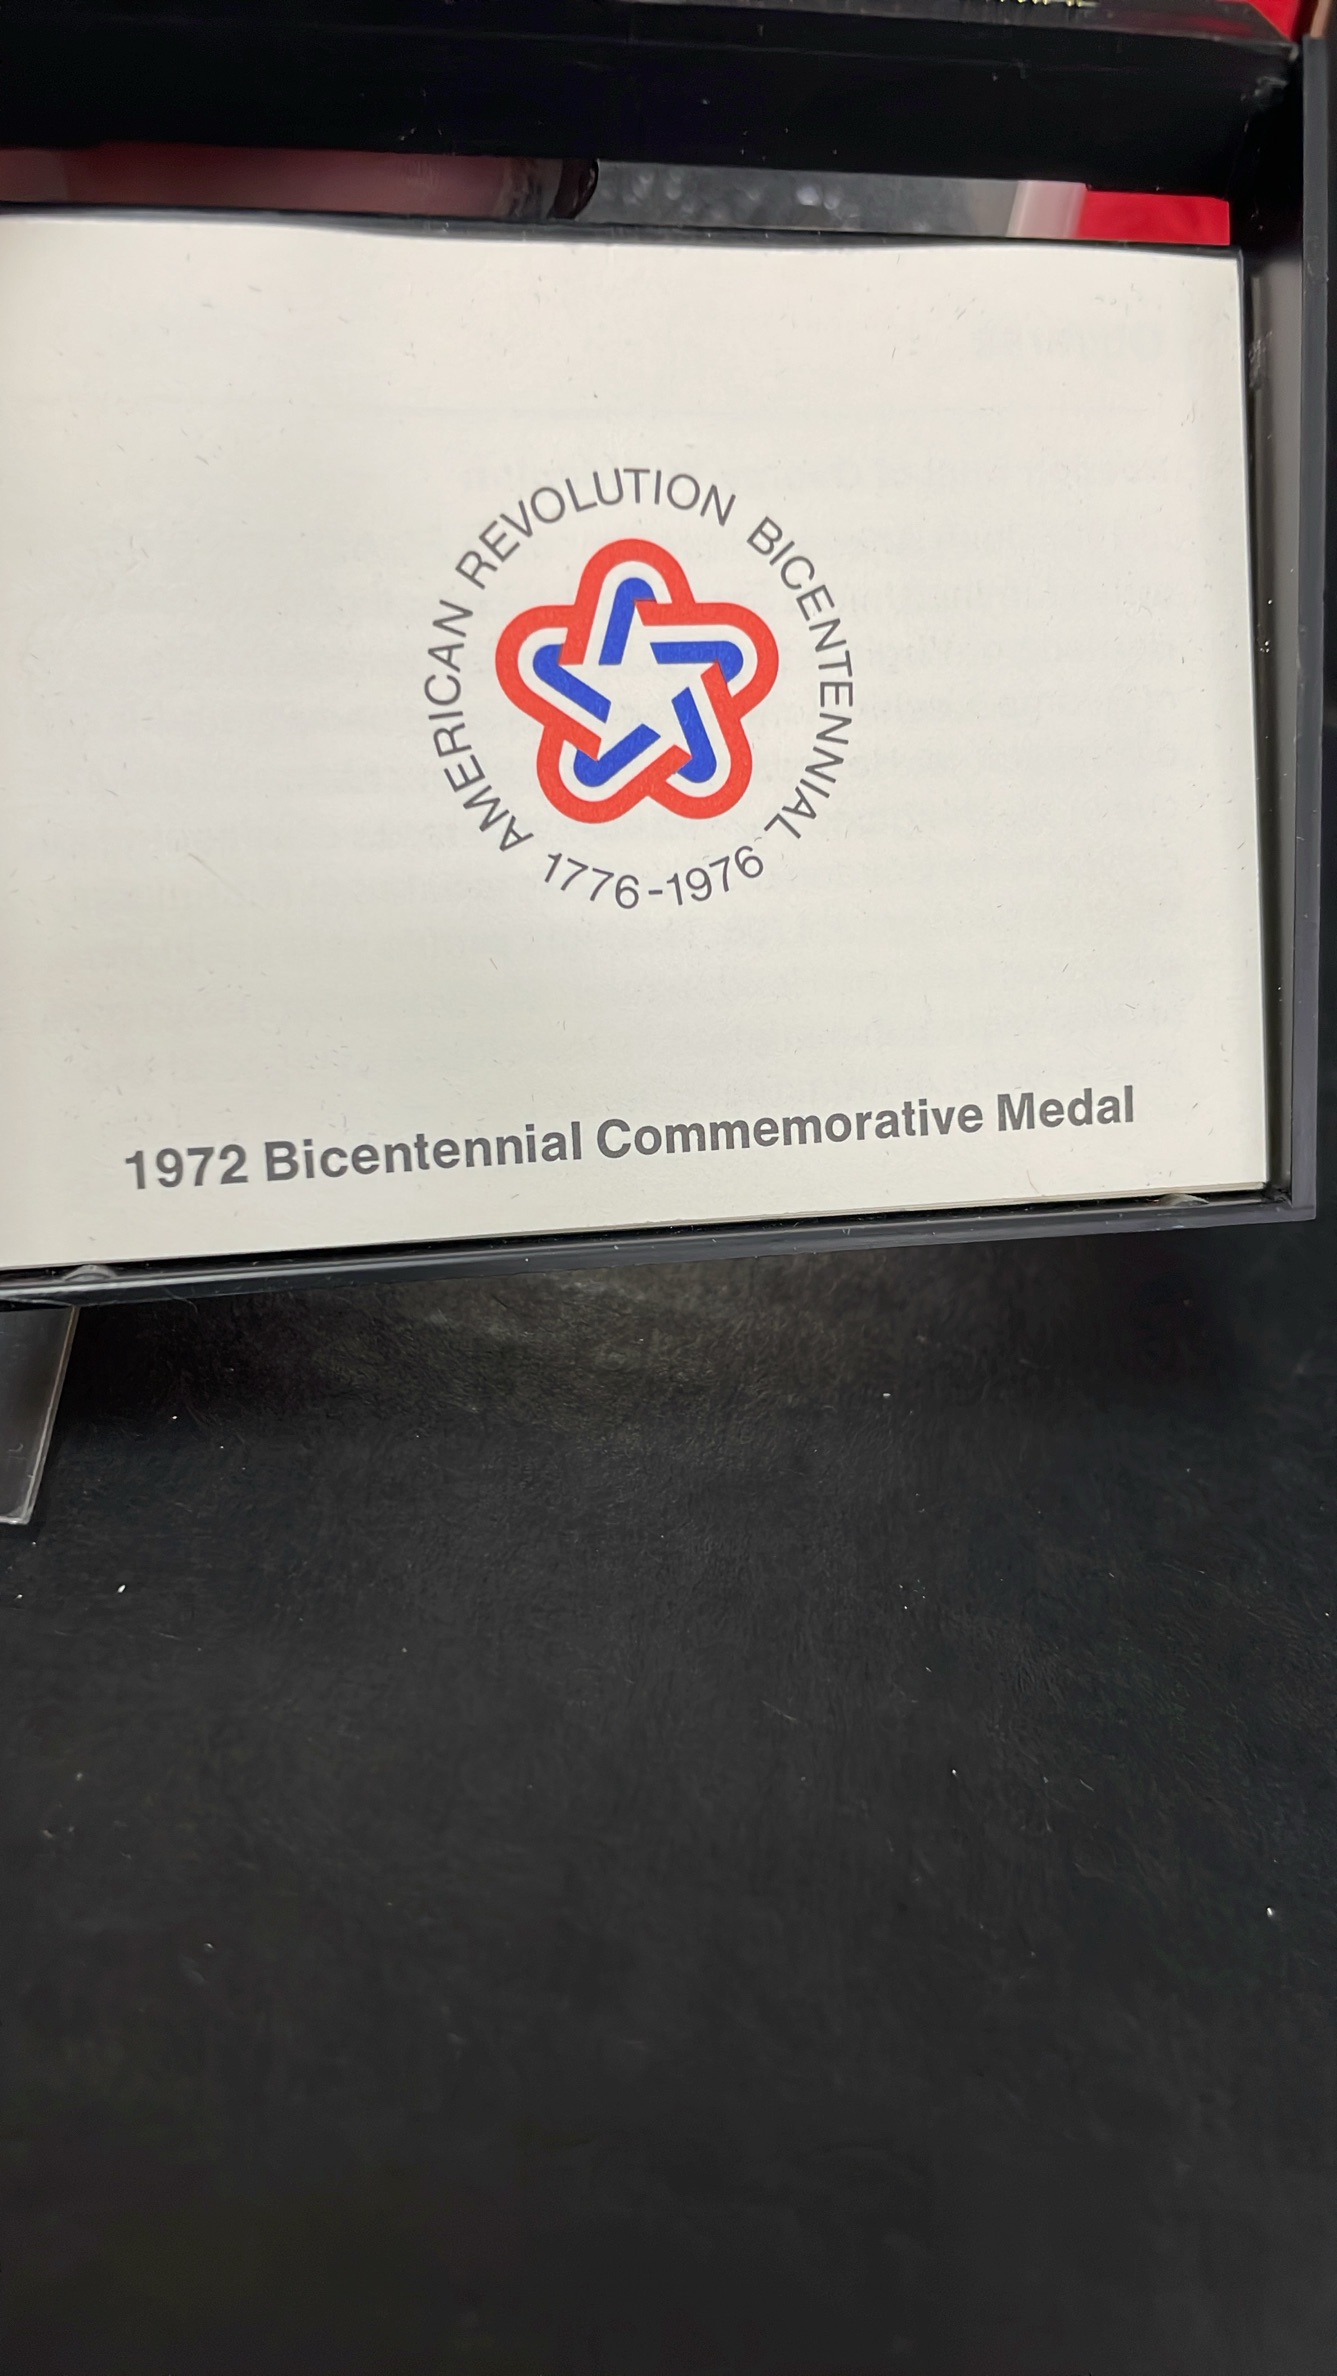 AMERICAN REVOLUTION BICENTENNIAL
1776-1976
1972 Bicentennial Commemorative Medal